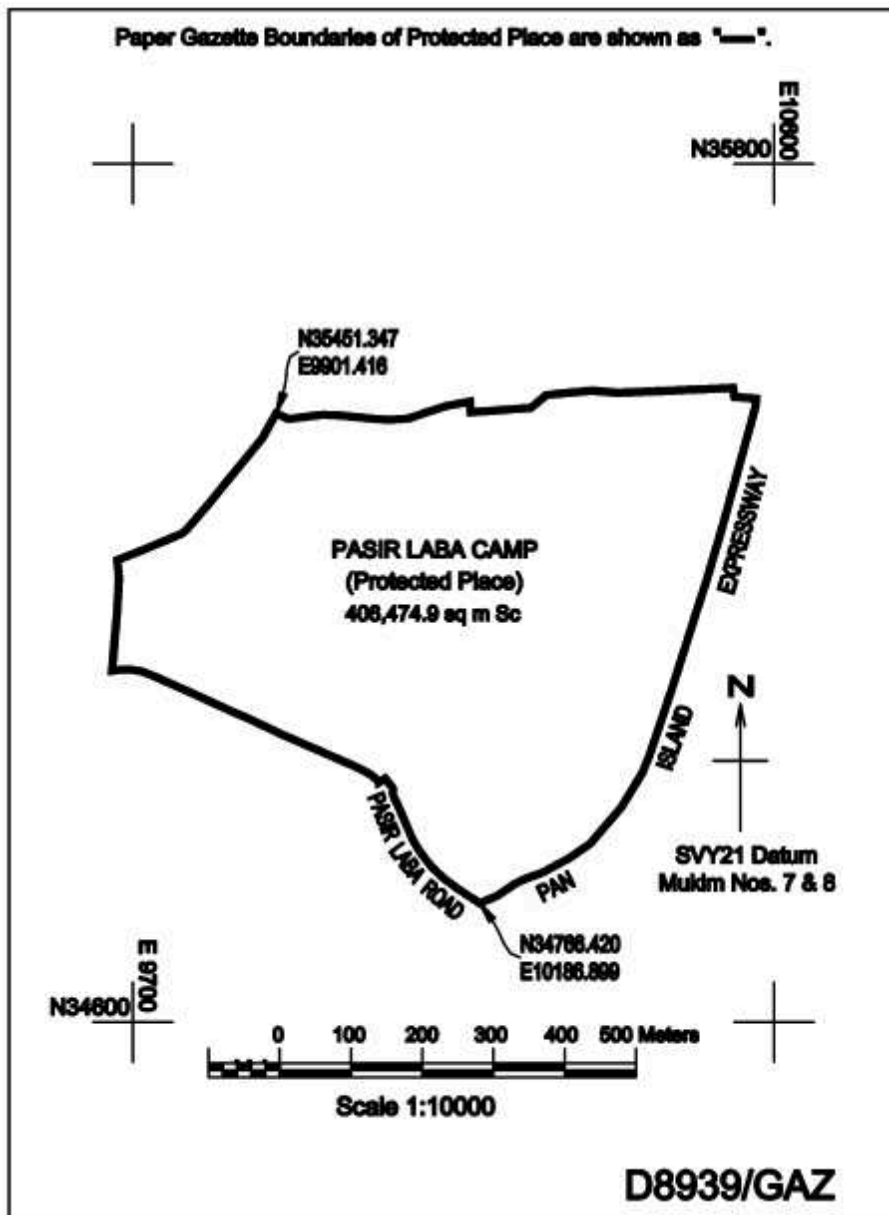 Paper Gazette Boundaries of Protected Place are shown as "——".
E10600
N35800
N35451.347
E9901.416
PASIR LABA CAMP
(Protected Place)
406,474.9 sq m Sc
EXPRESSWAY
ISLAND
PAN
PASIR LABA ROAD
N
SVY21 Datum
Mukim Nos. 7 & 8
N34766.420
E10186.899
E 9700
N34600
0 100 200 300 400 500 Meters
Scale 1:10000
D8939/GAZ